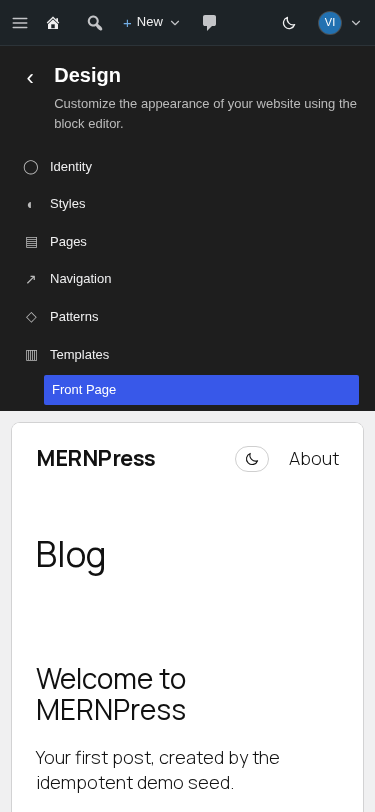 + New
VI
Design
Customize the appearance of your website using the
block editor.
Identity
Styles
Pages
Navigation
Patterns
Templates
Front Page
MERNPress
About
Blog
Welcome to
MERNPress
Your first post, created by the
idempotent demo seed.